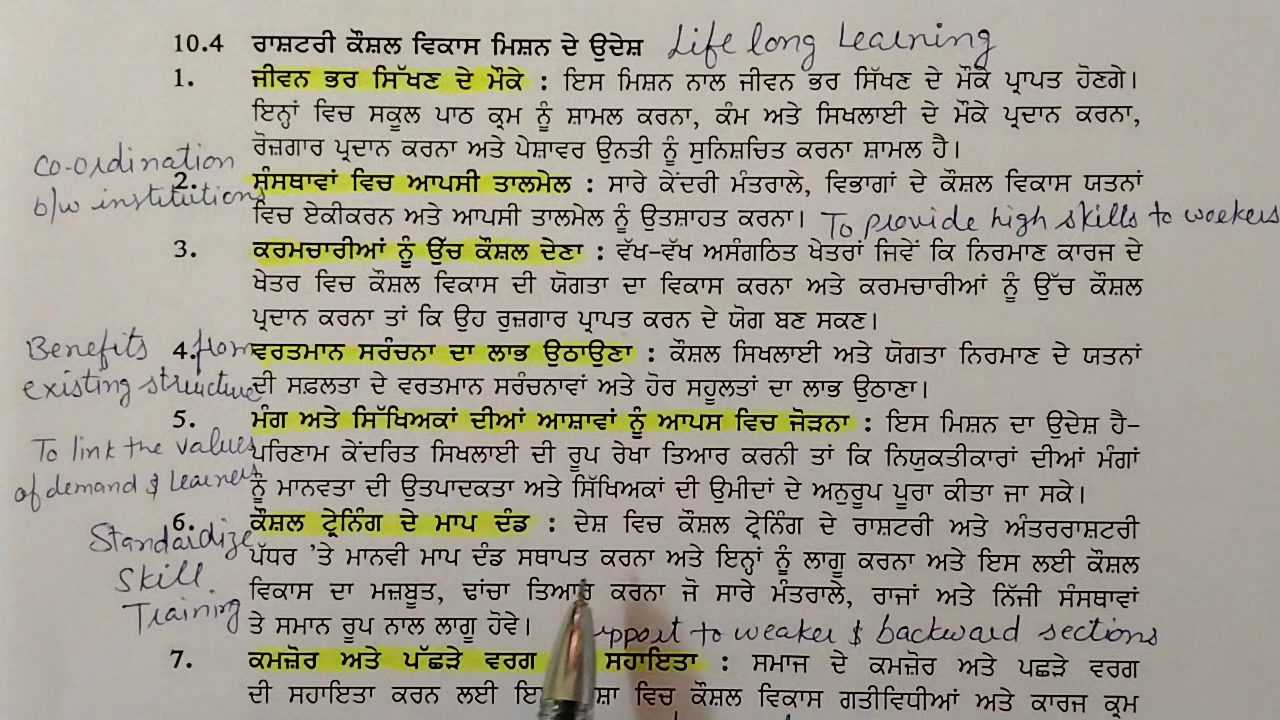 10.4 ਰਾਸ਼ਟਰੀ ਕੌਸ਼ਲ ਵਿਕਾਸ ਮਿਸ਼ਨ ਦੇ ਉਦੇਸ਼ Life long Learning
1. ਜੀਵਨ ਭਰ ਸਿੱਖਣ ਦੇ ਮੌਕੇ : ਇਸ ਮਿਸ਼ਨ ਨਾਲ ਜੀਵਨ ਭਰ ਸਿੱਖਣ ਦੇ ਮੌਕੇ ਪ੍ਰਾਪਤ ਹੋਣਗੇ।
ਇਨ੍ਹਾਂ ਵਿਚ ਸਕੂਲ ਪਾਠ ਕ੍ਰਮ ਨੂੰ ਸ਼ਾਮਲ ਕਰਨਾ, ਕੰਮ ਅਤੇ ਸਿਖਲਾਈ ਦੇ ਮੌਕੇ ਪ੍ਰਦਾਨ ਕਰਨਾ,
ਰੋਜ਼ਗਾਰ ਪ੍ਰਦਾਨ ਕਰਨਾ ਅਤੇ ਪੇਸ਼ਾਵਰ ਉਨਤੀ ਨੂੰ ਸੁਨਿਸ਼ਚਿਤ ਕਰਨਾ ਸ਼ਾਮਲ ਹੈ।
co-ordination
b/w institutions
2. ਸੰਸਥਾਵਾਂ ਵਿਚ ਆਪਸੀ ਤਾਲਮੇਲ : ਸਾਰੇ ਕੇਂਦਰੀ ਮੰਤਰਾਲੇ, ਵਿਭਾਗਾਂ ਦੇ ਕੌਸ਼ਲ ਵਿਕਾਸ ਯਤਨਾਂ
ਵਿਚ ਏਕੀਕਰਨ ਅਤੇ ਆਪਸੀ ਤਾਲਮੇਲ ਨੂੰ ਉਤਸ਼ਾਹਤ ਕਰਨਾ। To provide high skills to workers
3. ਕਰਮਚਾਰੀਆਂ ਨੂੰ ਉੱਚ ਕੌਸ਼ਲ ਦੇਣਾ : ਵੱਖ-ਵੱਖ ਅਸੰਗਠਿਤ ਖੇਤਰਾਂ ਜਿਵੇਂ ਕਿ ਨਿਰਮਾਣ ਕਾਰਜ ਦੇ
ਖੇਤਰ ਵਿਚ ਕੌਸ਼ਲ ਵਿਕਾਸ ਦੀ ਯੋਗਤਾ ਦਾ ਵਿਕਾਸ ਕਰਨਾ ਅਤੇ ਕਰਮਚਾਰੀਆਂ ਨੂੰ ਉੱਚ ਕੌਸ਼ਲ
ਪ੍ਰਦਾਨ ਕਰਨਾ ਤਾਂ ਕਿ ਉਹ ਰੁਜ਼ਗਾਰ ਪ੍ਰਾਪਤ ਕਰਨ ਦੇ ਯੋਗ ਬਣ ਸਕਣ।
Benefits from
existing structure
4. ਵਰਤਮਾਨ ਸਰੰਚਨਾ ਦਾ ਲਾਭ ਉਠਾਉਣਾ : ਕੌਸ਼ਲ ਸਿਖਲਾਈ ਅਤੇ ਯੋਗਤਾ ਨਿਰਮਾਣ ਦੇ ਯਤਨਾਂ
ਦੀ ਸਫ਼ਲਤਾ ਦੇ ਵਰਤਮਾਨ ਸਰੰਚਨਾਵਾਂ ਅਤੇ ਹੋਰ ਸਹੂਲਤਾਂ ਦਾ ਲਾਭ ਉਠਾਣਾ।
5. ਮੰਗ ਅਤੇ ਸਿੱਖਿਅਕਾਂ ਦੀਆਂ ਆਸ਼ਾਵਾਂ ਨੂੰ ਆਪਸ ਵਿਚ ਜੋੜਨਾ : ਇਸ ਮਿਸ਼ਨ ਦਾ ਉਦੇਸ਼ ਹੈ-
To link the values
of demand & learners
ਪਰਿਣਾਮ ਕੇਂਦਰਿਤ ਸਿਖਲਾਈ ਦੀ ਰੂਪ ਰੇਖਾ ਤਿਆਰ ਕਰਨੀ ਤਾਂ ਕਿ ਨਿਯੁਕਤੀਕਾਰਾਂ ਦੀਆਂ ਮੰਗਾਂ
ਨੂੰ ਮਾਨਵਤਾ ਦੀ ਉਤਪਾਦਕਤਾ ਅਤੇ ਸਿੱਖਿਅਕਾਂ ਦੀ ਉਮੀਦਾਂ ਦੇ ਅਨੁਰੂਪ ਪੂਰਾ ਕੀਤਾ ਜਾ ਸਕੇ।
Standardize
Skill
Training
6. ਕੌਸ਼ਲ ਟ੍ਰੇਨਿੰਗ ਦੇ ਮਾਪ ਦੰਡ : ਦੇਸ਼ ਵਿਚ ਕੌਸ਼ਲ ਟ੍ਰੇਨਿੰਗ ਦੇ ਰਾਸ਼ਟਰੀ ਅਤੇ ਅੰਤਰਰਾਸ਼ਟਰੀ
ਪੱਧਰ 'ਤੇ ਮਾਨਵੀ ਮਾਪ ਦੰਡ ਸਥਾਪਤ ਕਰਨਾ ਅਤੇ ਇਨ੍ਹਾਂ ਨੂੰ ਲਾਗੂ ਕਰਨਾ ਅਤੇ ਇਸ ਲਈ ਕੌਸ਼ਲ
ਵਿਕਾਸ ਦਾ ਮਜ਼ਬੂਤ, ਢਾਂਚਾ ਤਿਆਰ ਕਰਨਾ ਜੋ ਸਾਰੇ ਮੰਤਰਾਲੇ, ਰਾਜਾਂ ਅਤੇ ਨਿੱਜੀ ਸੰਸਥਾਵਾਂ
ਤੇ ਸਮਾਨ ਰੂਪ ਨਾਲ ਲਾਗੂ ਹੋਵੇ। upport to weaker & backward sections
7. ਕਮਜ਼ੋਰ ਅਤੇ ਪੱਛੜੇ ਵਰਗ ਸਹਾਇਤਾ : ਸਮਾਜ ਦੇ ਕਮਜ਼ੋਰ ਅਤੇ ਪਛੜੇ ਵਰਗ
ਦੀ ਸਹਾਇਤਾ ਕਰਨ ਲਈ ਵਿਚ ਕੌਸ਼ਲ ਵਿਕਾਸ ਗਤੀਵਿਧੀਆਂ ਅਤੇ ਕਾਰਜ ਕ੍ਰਮ